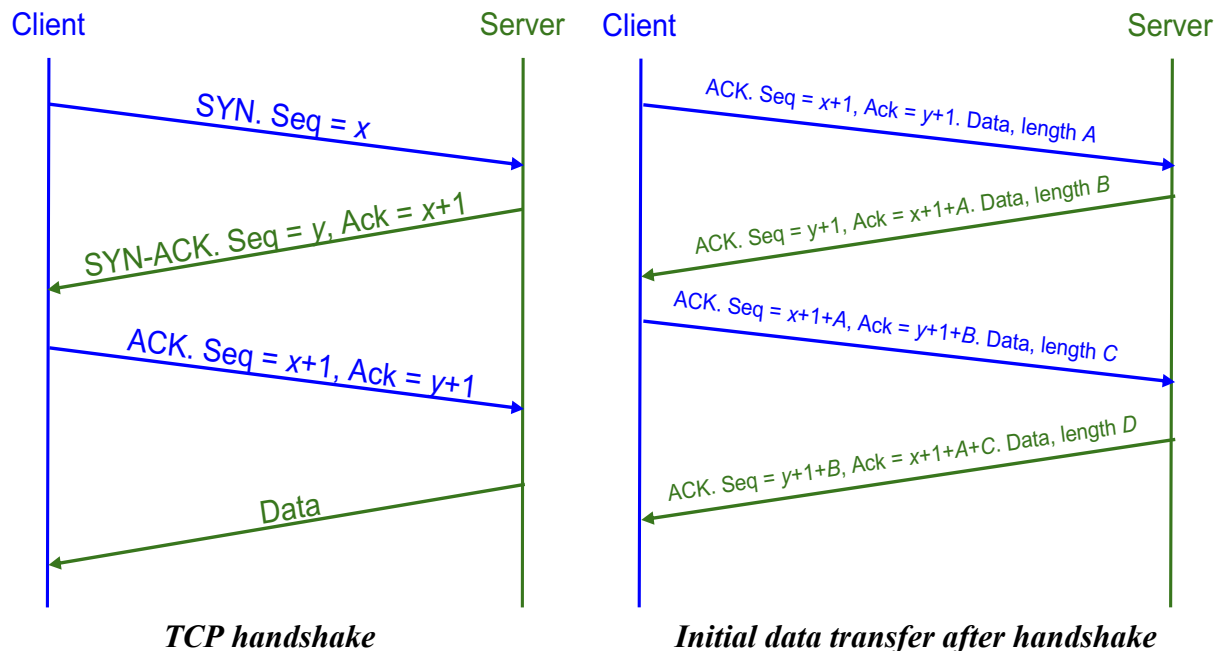 Client
Server
SYN. Seq = x
SYN-ACK. Seq = y, Ack = x+1
ACK. Seq = x+1, Ack = y+1
Data
TCP handshake
Client
Server
ACK. Seq = x+1, Ack = y+1. Data, length A
ACK. Seq = y+1, Ack = x+1+A. Data, length B
ACK. Seq = x+1+A, Ack = y+1+B. Data, length C
ACK. Seq = y+1+B, Ack = x+1+A+C. Data, length D
Initial data transfer after handshake